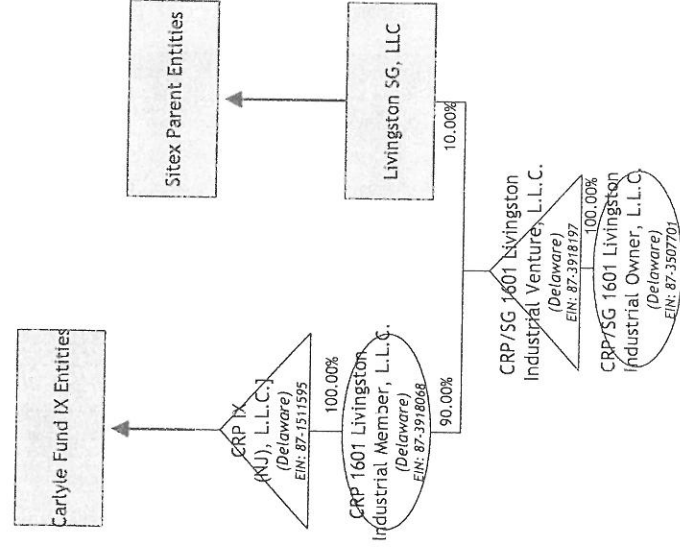 Carlyle Fund IX Entities
Sitex Parent Entities
CRP IX
(NJ), L.L.C.]
(Delaware)
EIN: 87-1511595
100.00%
CRP 1601 Livingston
Industrial Member, L.L.C.
(Delaware)
EIN: 87-3918068
90.00%
Livingston SG, LLC
10.00%
CRP/SG 1601 Livingston
Industrial Venture, L.L.C.
(Delaware)
EIN: 87-3918197
100.00%
CRP/SG 1601 Livingston
Industrial Owner, L.L.C.
(Delaware)
EIN: 87-3507701